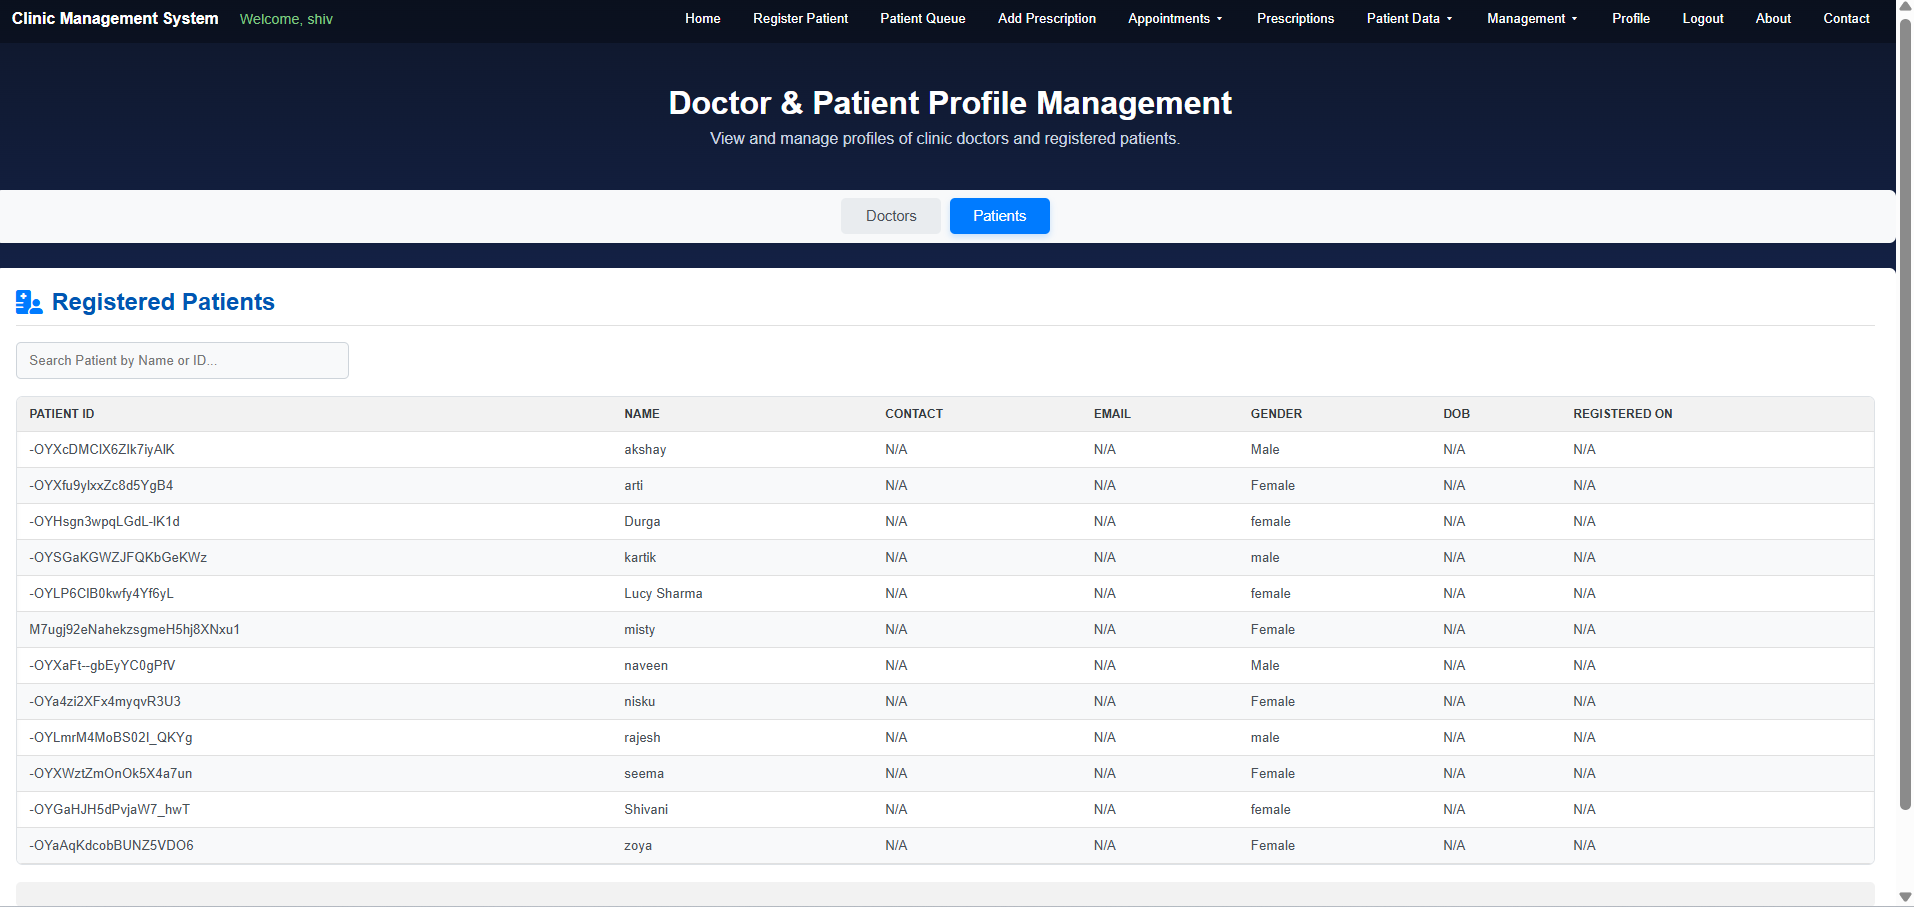 Clinic Management System Welcome, shiv Home Register Patient Patient Queue Add Prescription Appointments Prescriptions Patient Data Management Profile Logout About Contact
Doctor & Patient Profile Management
View and manage profiles of clinic doctors and registered patients.
Doctors Patients
Registered Patients
Search Patient by Name or ID...
PATIENT ID NAME CONTACT EMAIL GENDER DOB REGISTERED ON
-OYXcDMClX6Zlk7iyAlK akshay N/A N/A Male N/A N/A
-OYXfu9ylxxZc8d5YgB4 arti N/A N/A Female N/A N/A
-OYHsgn3wpqLGdL-lK1d Durga N/A N/A female N/A N/A
-OYSGaKGWZJFQKbGeKWz kartik N/A N/A male N/A N/A
-OYLP6ClB0kwfy4Yf6yL Lucy Sharma N/A N/A female N/A N/A
M7ugj92eNahekzsgmeH5hj8XNxu1 misty N/A N/A Female N/A N/A
-OYXaFt--gbEyYC0gPfV naveen N/A N/A Male N/A N/A
-OYa4zi2XFx4myqvR3U3 nisku N/A N/A Female N/A N/A
-OYLmrM4MoBS02I_QKYg rajesh N/A N/A male N/A N/A
-OYXWztZmOnOk5X4a7un seema N/A N/A Female N/A N/A
-OYGaHJH5dPvjaW7_hwT Shivani N/A N/A female N/A N/A
-OYaAqKdcobBUNZ5VDO6 zoya N/A N/A Female N/A N/A